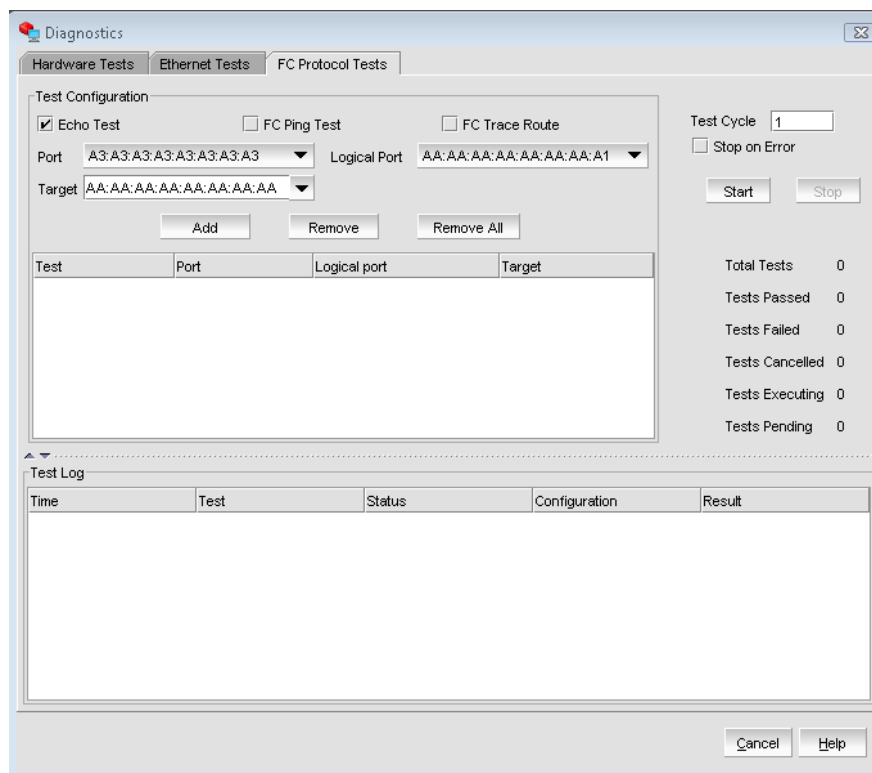 Diagnostics
Hardware Tests Ethernet Tests FC Protocol Tests
Test Configuration
Echo Test FC Ping Test FC Trace Route
Port A3:A3:A3:A3:A3:A3:A3:A3 Logical Port AA:AA:AA:AA:AA:AA:AA:A1
Target AA:AA:AA:AA:AA:AA:AA:AA
Add Remove Remove All
Test Port Logical port Target
Test Cycle 1
Stop on Error
Start Stop
Total Tests 0
Tests Passed 0
Tests Failed 0
Tests Cancelled 0
Tests Executing 0
Tests Pending 0
Test Log
Time Test Status Configuration Result
Cancel Help